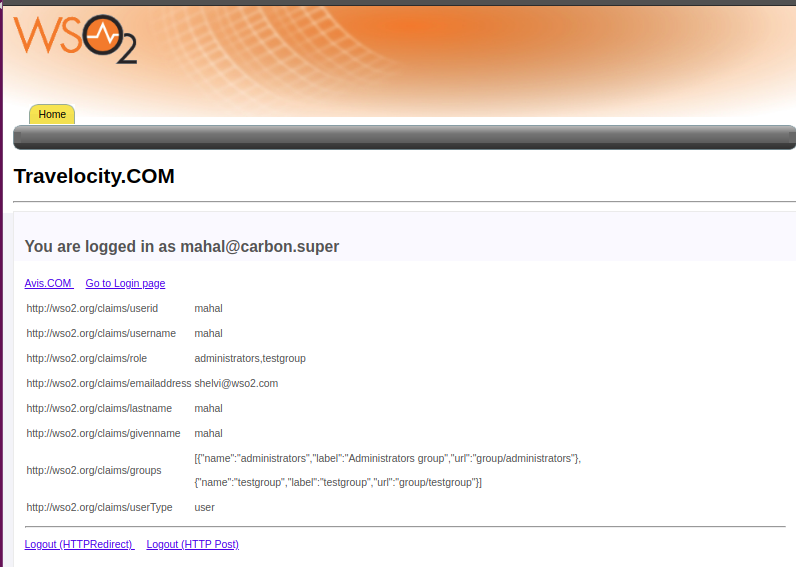 WSO2
Home
Travelocity.COM
You are logged in as mahal@carbon.super
Avis.COM Go to Login page
http://wso2.org/claims/userid mahal
http://wso2.org/claims/username mahal
http://wso2.org/claims/role administrators,testgroup
http://wso2.org/claims/emailaddress shelvi@wso2.com
http://wso2.org/claims/lastname mahal
http://wso2.org/claims/givenname mahal
http://wso2.org/claims/groups [{"name":"administrators","label":"Administrators group","url":"group/administrators"},
{"name":"testgroup","label":"testgroup","url":"group/testgroup"}]
http://wso2.org/claims/userType user
Logout (HTTPRedirect) Logout (HTTP Post)